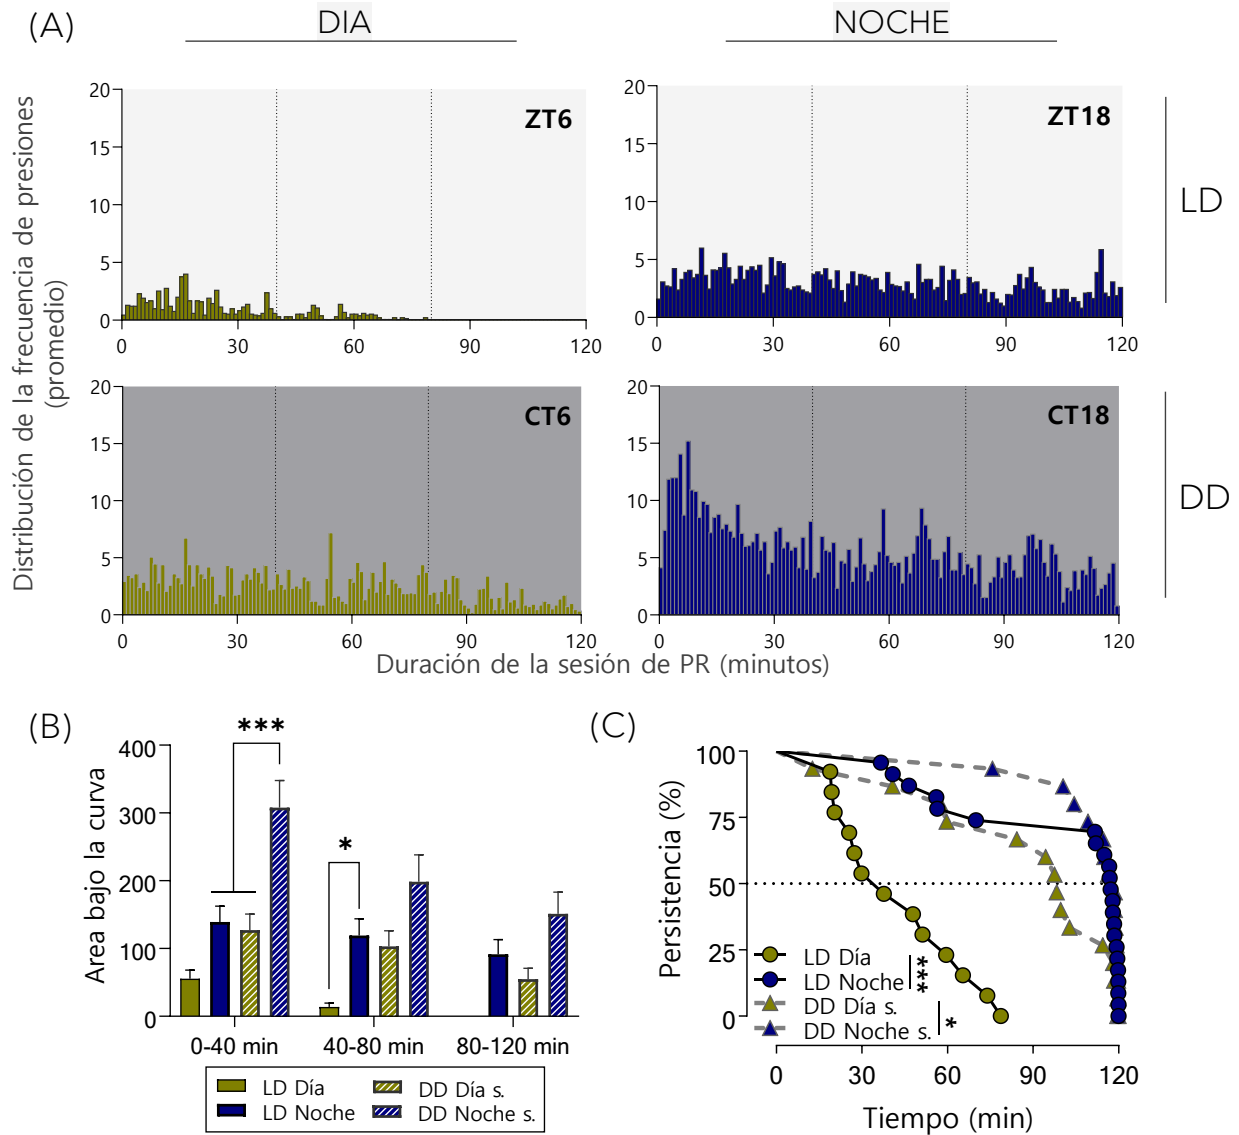 (A)
DIA
NOCHE
Distribución de la frecuencia de presiones
(promedio)
20
15
10
5
0
ZT6
0 30 60 90 120
20
15
10
5
0
ZT18
0 30 60 90 120
LD
20
15
10
5
0
CT6
0 30 60 90 120
20
15
10
5
0
CT18
0 30 60 90 120
DD
Duración de la sesión de PR (minutos)
(B)
Area bajo la curva
400
300
200
100
0
***
*
0-40 min 40-80 min 80-120 min
LD Día
LD Noche
DD Día s.
DD Noche s.
(C)
Persistencia (%)
100
75
50
25
0
LD Día
LD Noche
DD Día s.
DD Noche s.
***
*
0 30 60 90 120
Tiempo (min)